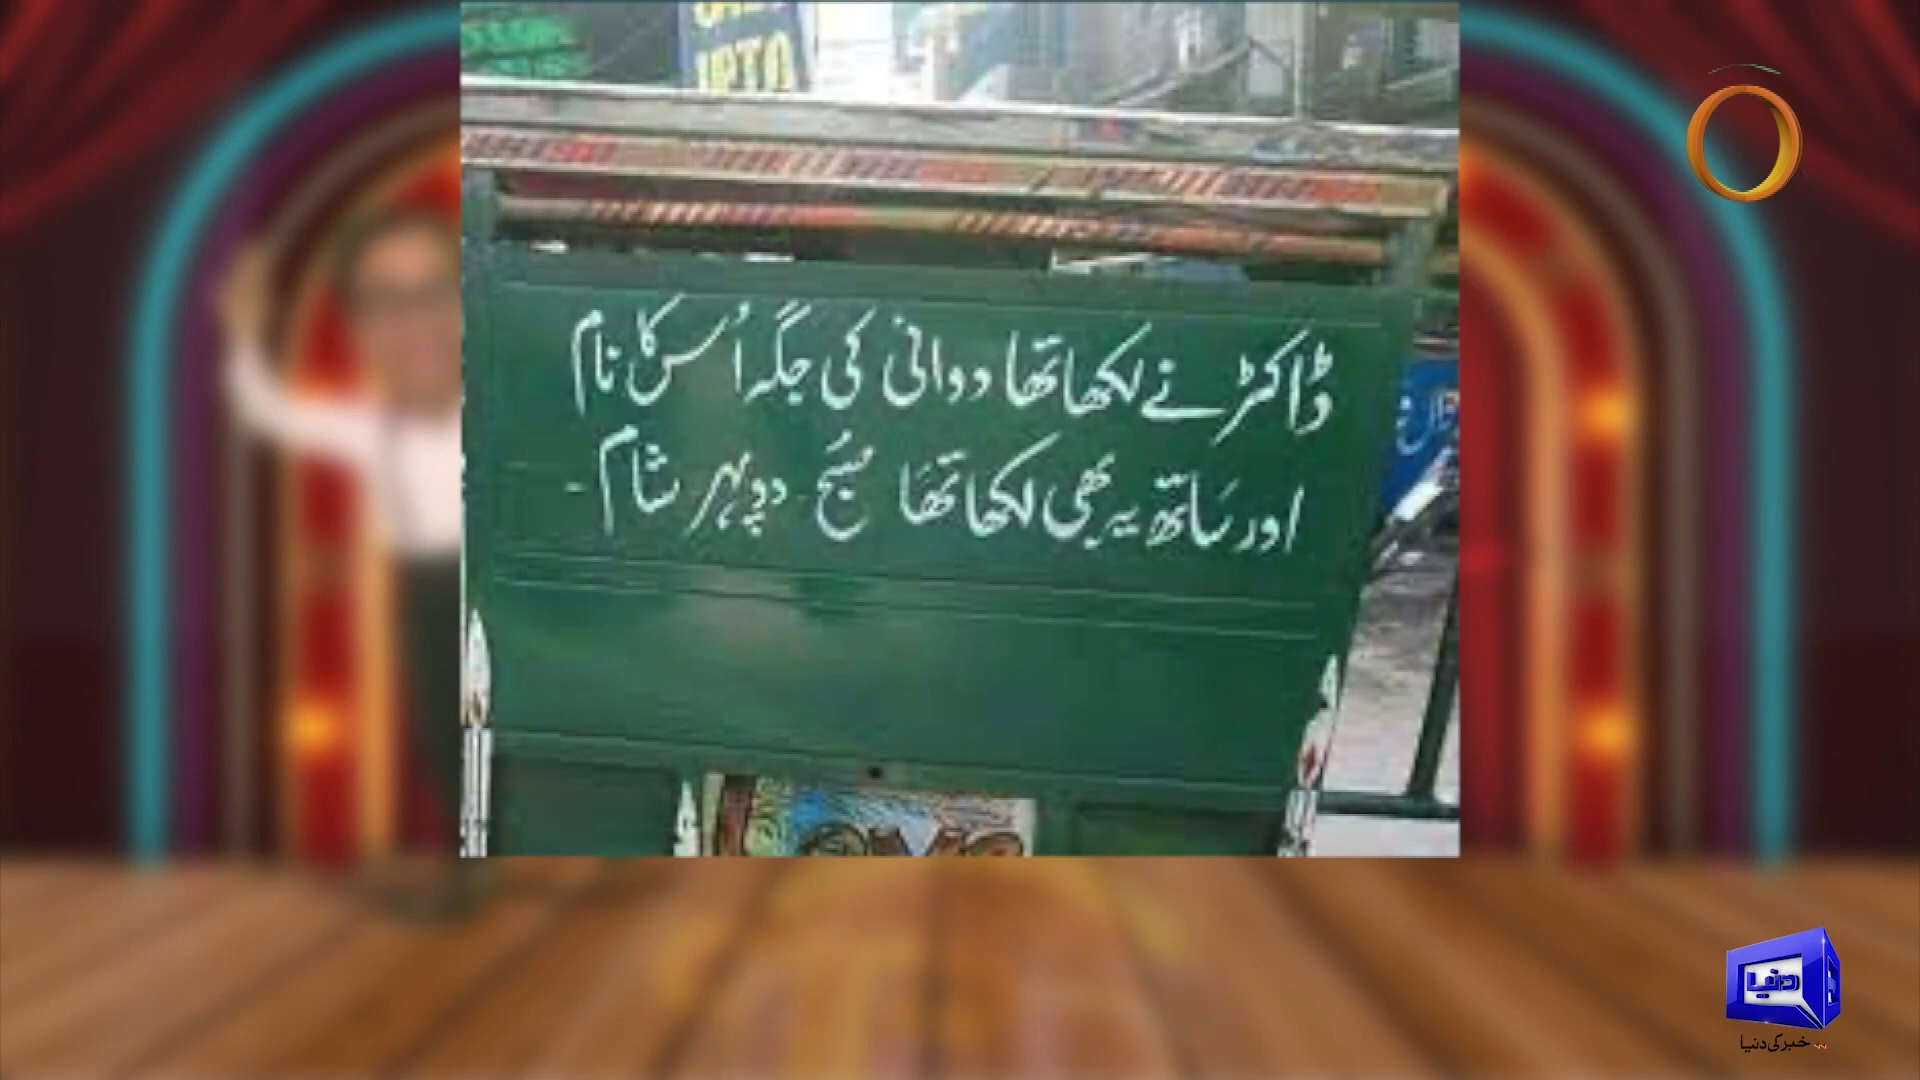 ڈاکٹر نے لکھا تھا دوائی کی جگہ اُس کا نام
اور ساتھ یہ بھی لکھا تھا صبح دوپہر شام -
دنیا
خبر کی دنیا